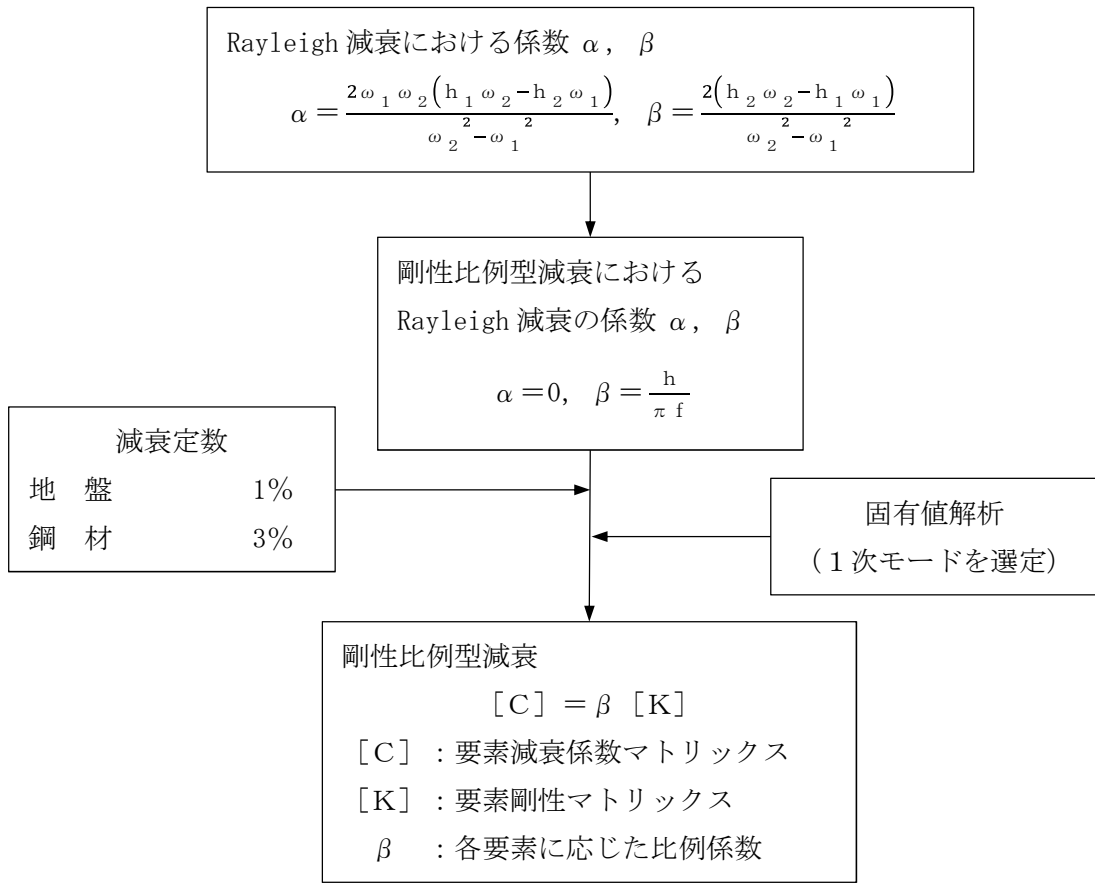 Rayleigh 減衰における係数 α, β
α=2ω₁ω₂(h₁ω₂-h₂ω₁)/(ω₂²-ω₁²), β=2(h₂ω₂-h₁ω₁)/(ω₂²-ω₁²)
剛性比例型減衰における
Rayleigh 減衰の係数 α, β
α=0, β=h/(πf)
減衰定数
地 盤 1%
鋼 材 3%
固有値解析
(1次モードを選定)
剛性比例型減衰
[C]=β [K]
[C]:要素減衰係数マトリックス
[K]:要素剛性マトリックス
β :各要素に応じた比例係数